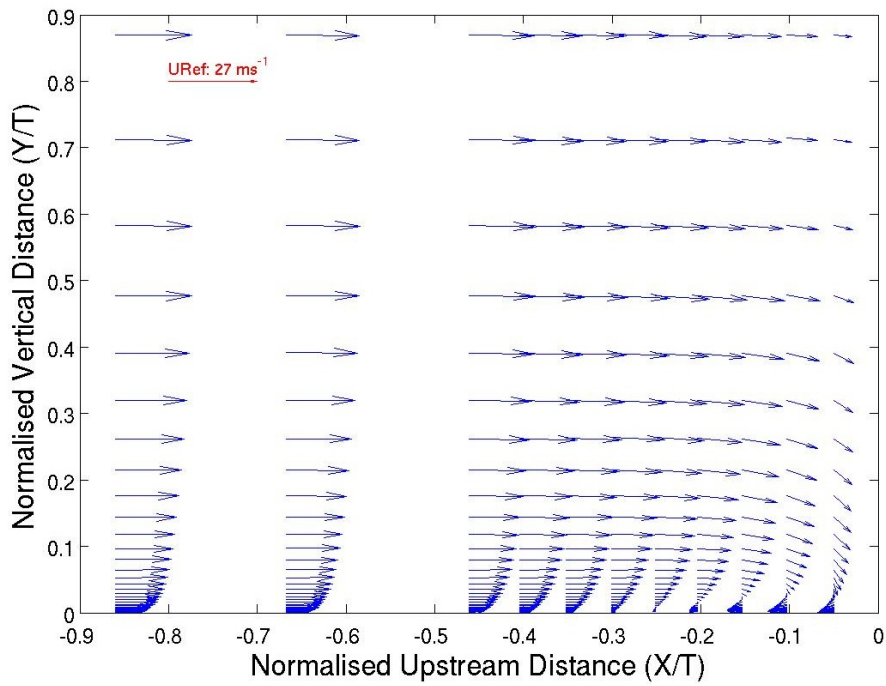 0.9
0.8
0.7
0.6
0.5
0.4
0.3
0.2
0.1
0
Normalised Vertical Distance (Y/T)
URef: 27 ms⁻¹
-0.9 -0.8 -0.7 -0.6 -0.5 -0.4 -0.3 -0.2 -0.1 0
Normalised Upstream Distance (X/T)